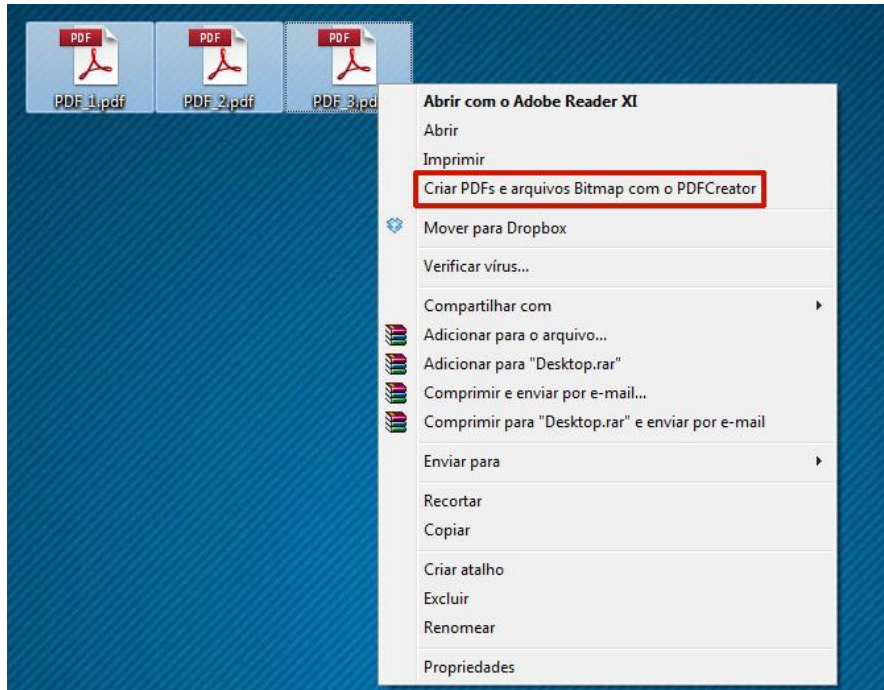 PDF PDF PDF
PDF_1.pdf PDF_2.pdf PDF_3.pd
Abrir com o Adobe Reader XI
Abrir
Imprimir
Criar PDFs e arquivos Bitmap com o PDFCreator
Mover para Dropbox
Verificar vírus...
Compartilhar com
Adicionar para o arquivo...
Adicionar para "Desktop.rar"
Comprimir e enviar por e-mail...
Comprimir para "Desktop.rar" e enviar por e-mail
Enviar para
Recortar
Copiar
Criar atalho
Excluir
Renomear
Propriedades